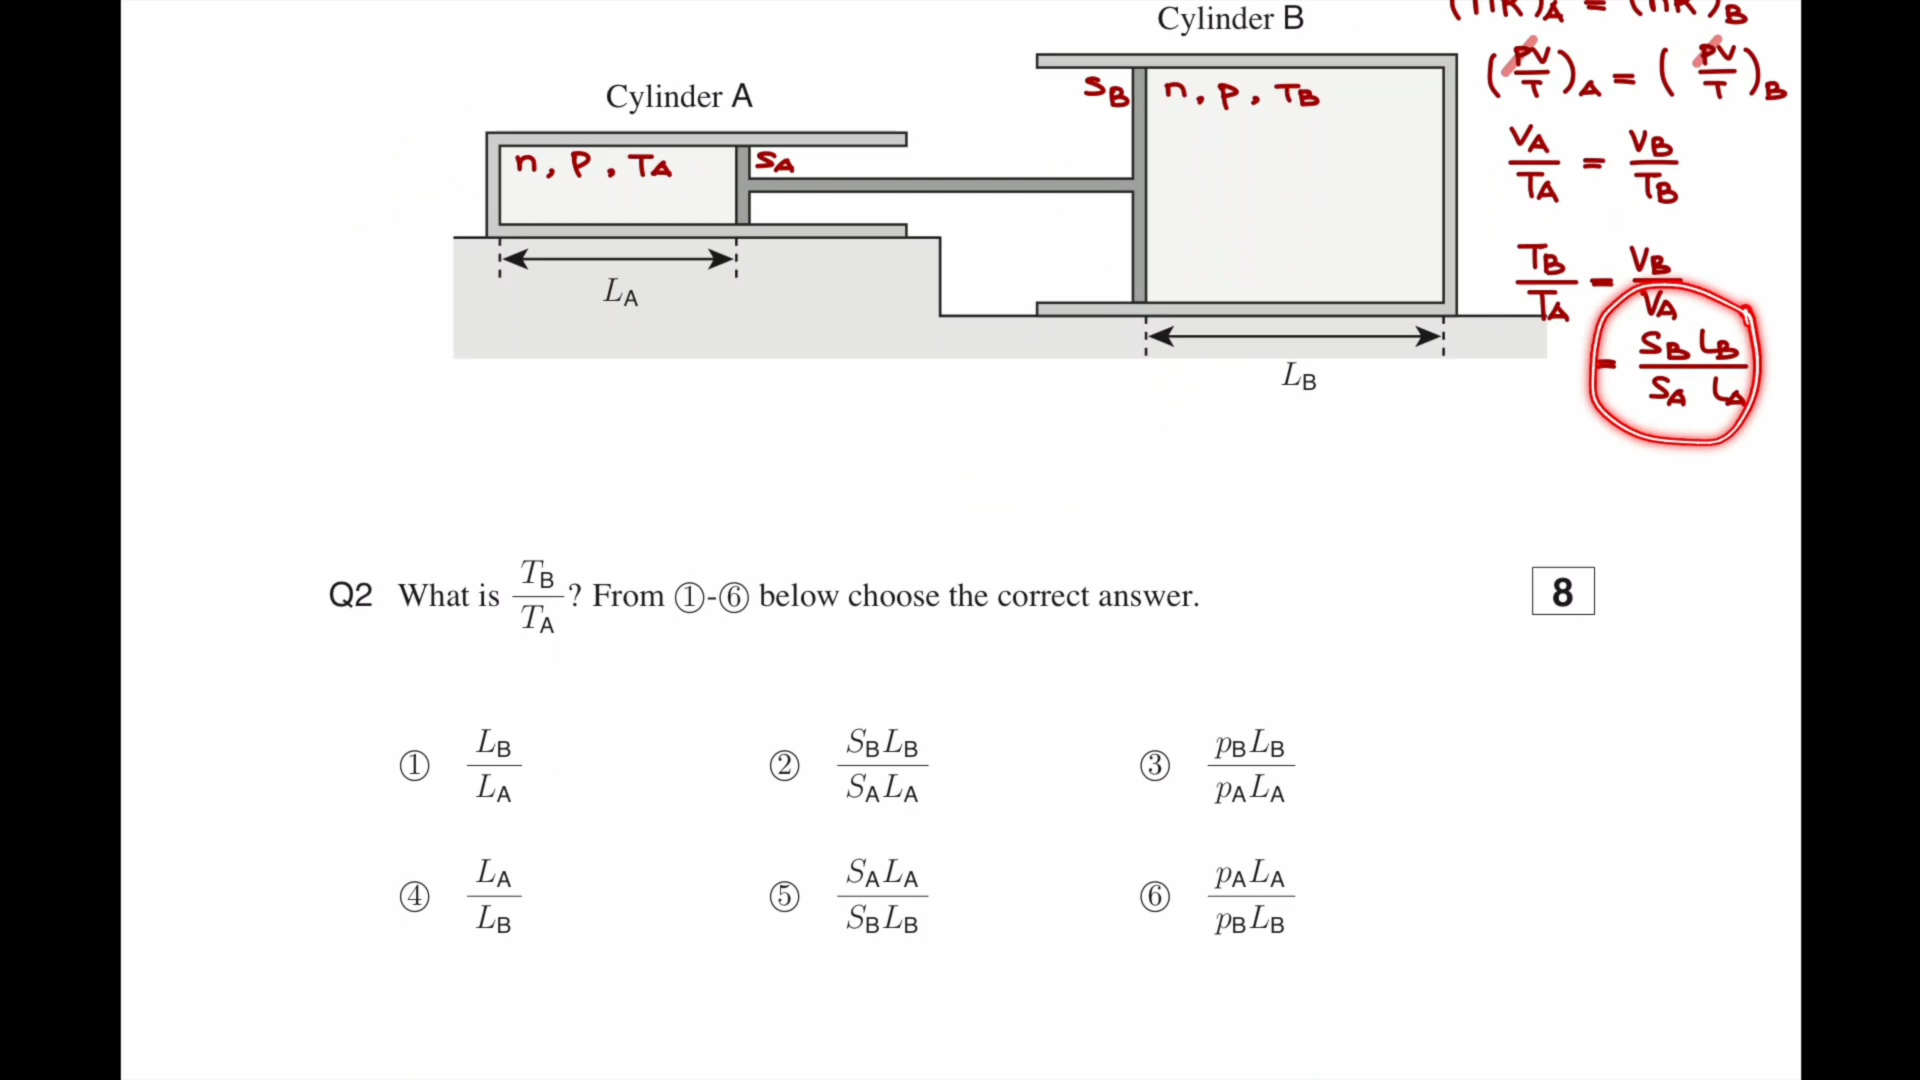 Cylinder B
(nR)A = (nR)B
(PV/T)A = (PV/T)B
Cylinder A
SB n, P, TB
n, P, TA SA
VA/TA = VB/TB
TB/TA = VB/VA
LA
= SB LB/SA LA
LB
Q2 What is TB/TA? From ①-⑥ below choose the correct answer. 8
① LB/LA ② SBLB/SALA ③ pBLB/pALA
④ LA/LB ⑤ SALA/SBLB ⑥ pALA/pBLB